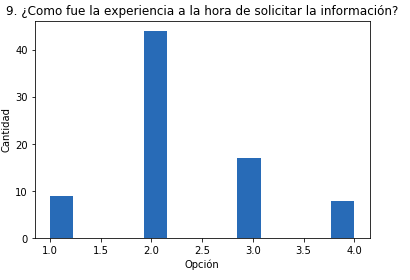 9. ¿Como fue la experiencia a la hora de solicitar la información?
40
30
20
10
0
Cantidad
1.0 1.5 2.0 2.5 3.0 3.5 4.0
Opción